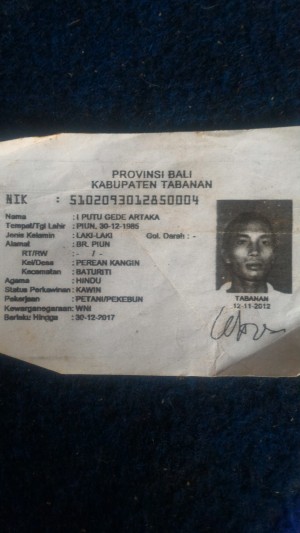 PROVINSI BALI
KABUPATEN TABANAN
NIK : 5102093012850004
Nama : I PUTU GEDE ARTAKA
Tempat/Tgl Lahir : PIUN, 30-12-1985
Jenis Kelamin : LAKI-LAKI Gol. Darah : -
Alamat : BR. PIUN
RT/RW : - / -
Kel/Desa : PEREAN KANGIN
Kecamatan : BATURITI
Agama : HINDU
Status Perkawinan : KAWIN
Pekerjaan : PETANI/PEKEBUN
Kewarganegaraan: WNI
Berlaku Hingga : 30-12-2017
TABANAN
12-11-2012